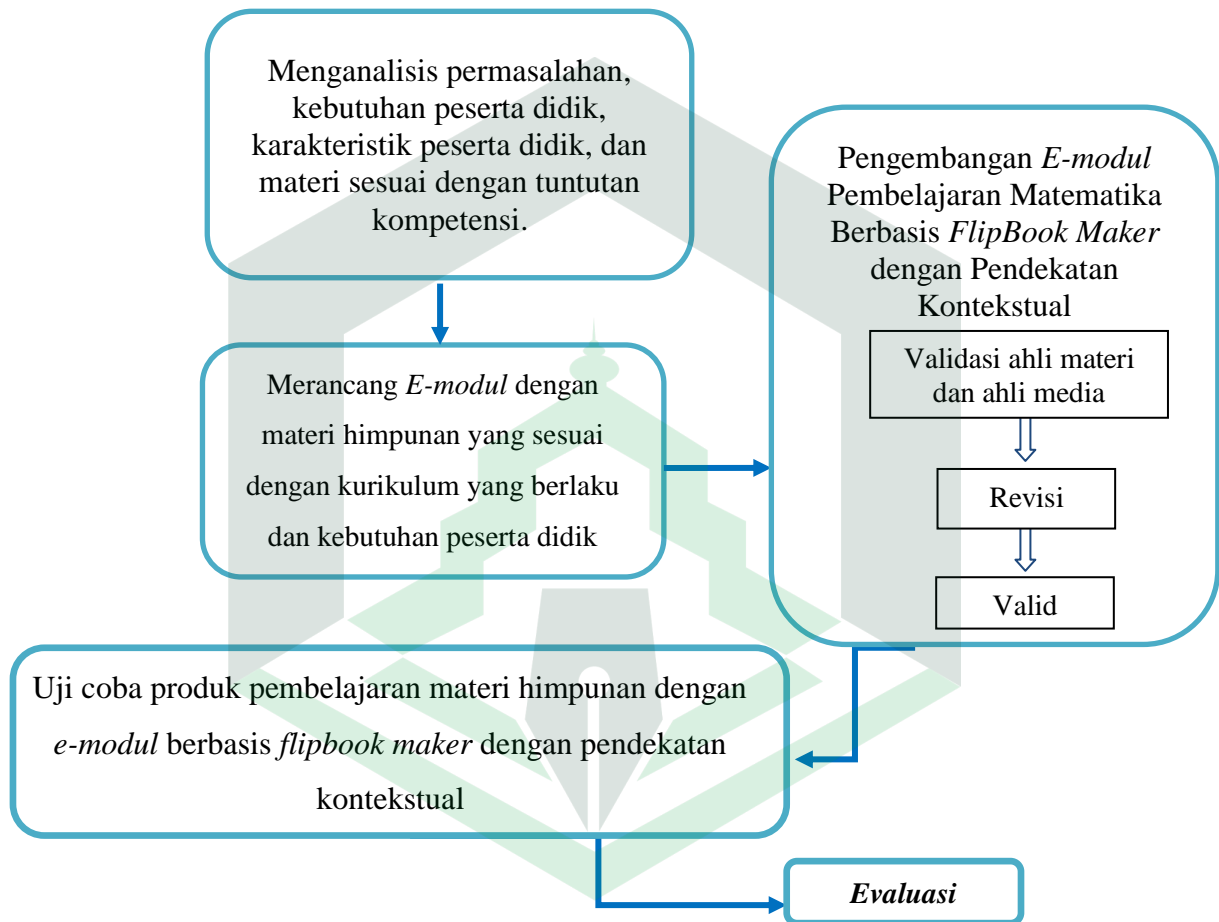 Menganalisis permasalahan,
kebutuhan peserta didik,
karakteristik peserta didik, dan
materi sesuai dengan tuntutan
kompetensi.
Merancang E-modul dengan
materi himpunan yang sesuai
dengan kurikulum yang berlaku
dan kebutuhan peserta didik
Pengembangan E-modul
Pembelajaran Matematika
Berbasis FlipBook Maker
dengan Pendekatan
Kontekstual
Validasi ahli materi
dan ahli media
Revisi
Valid
Uji coba produk pembelajaran materi himpunan dengan
e-modul berbasis flipbook maker dengan pendekatan
kontekstual
Evaluasi